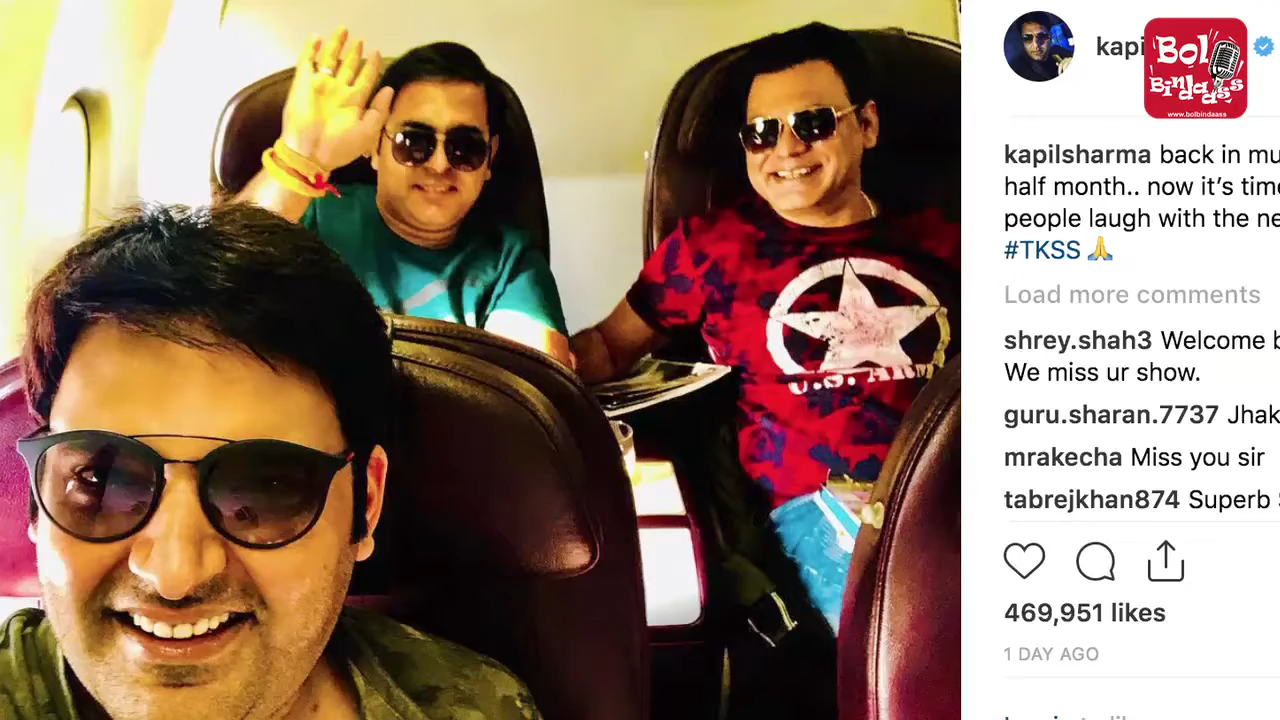 kapi
Bol
Bindaass
www.bolbindaass
kapilsharma back in mu
half month.. now it's time
people laugh with the ne
#TKSS 🙏
Load more comments
shrey.shah3 Welcome b
We miss ur show.
guru.sharan.7737 Jhak
mrakecha Miss you sir
tabrejkhan874 Superb S
469,951 likes
1 DAY AGO
U.S. ARM